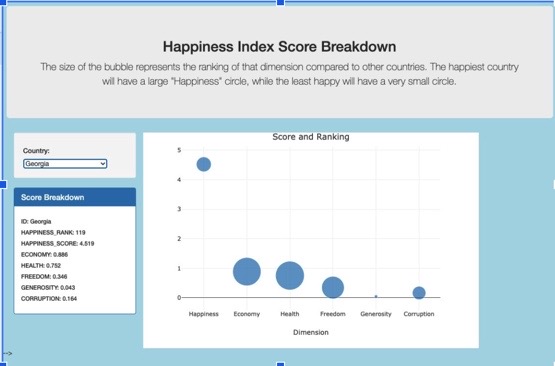 Happiness Index Score Breakdown
The size of the bubble represents the ranking of that dimension compared to other countries. The happiest country
will have a large "Happiness" circle, while the least happy will have a very small circle.
Country:
Georgia
Score Breakdown
ID: Georgia
HAPPINESS_RANK: 119
HAPPINESS_SCORE: 4.519
ECONOMY: 0.886
HEALTH: 0.752
FREEDOM: 0.346
GENEROSITY: 0.043
CORRUPTION: 0.164
Score and Ranking
5
4
3
2
1
0
Happiness Economy Health Freedom Generosity Corruption
Dimension
-->